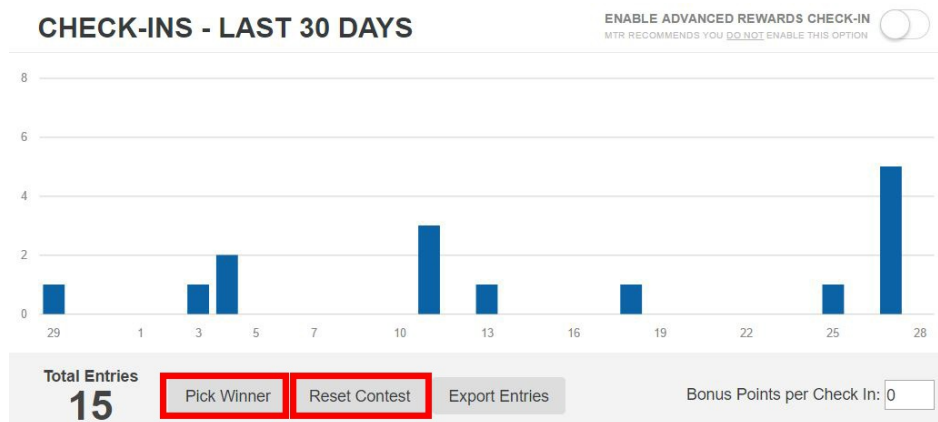 CHECK-INS - LAST 30 DAYS
ENABLE ADVANCED REWARDS CHECK-IN
MTR RECOMMENDS YOU DO NOT ENABLE THIS OPTION
8
6
4
2
0
29 1 3 5 7 10 13 16 19 22 25 28
Total Entries
15
Pick Winner
Reset Contest
Export Entries
Bonus Points per Check In: 0